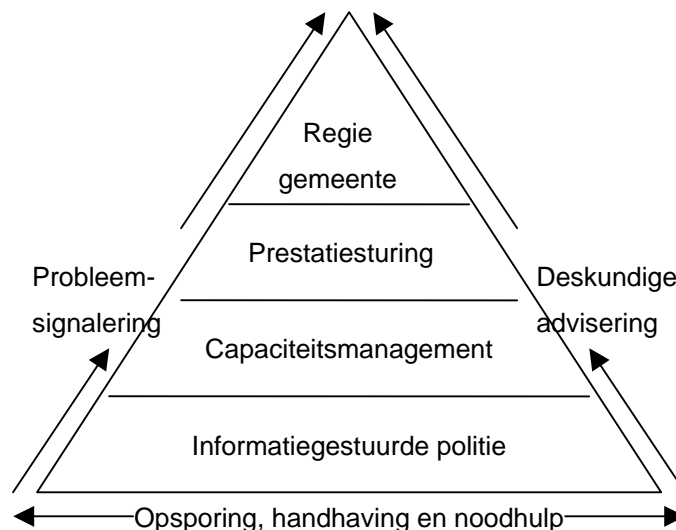 Regie
gemeente
Prestatiesturing
Probleem-
signalering
Deskundige
advisering
Capaciteitsmanagement
Informatiegestuurde politie
Opsporing, handhaving en noodhulp